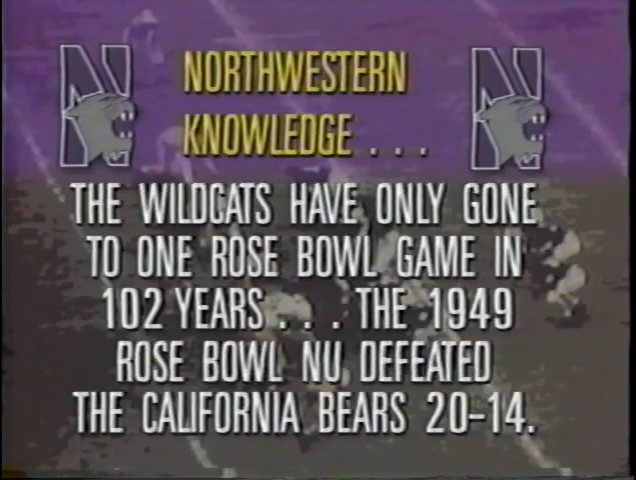 NORTHWESTERN
KNOWLEDGE . . .
THE WILDCATS HAVE ONLY GONE
TO ONE ROSE BOWL GAME IN
102 YEARS . . . THE 1949
ROSE BOWL NU DEFEATED
THE CALIFORNIA BEARS 20-14.